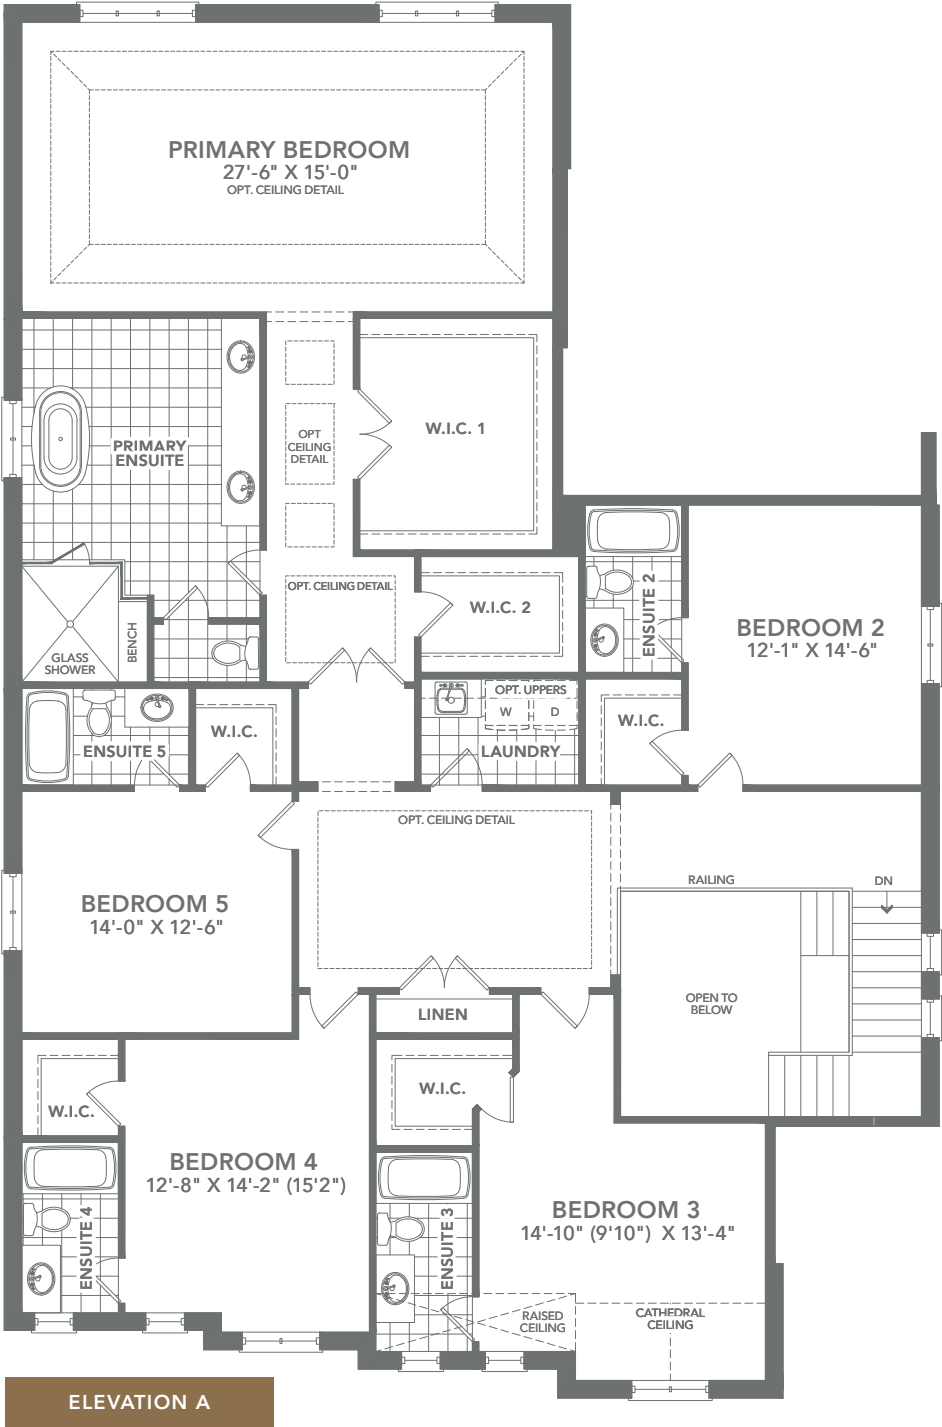 PRIMARY BEDROOM
27'-6" X 15'-0"
OPT. CEILING DETAIL
PRIMARY
ENSUITE
OPT
CEILING
DETAIL
W.I.C. 1
OPT. CEILING DETAIL
W.I.C. 2
ENSUITE 2
BEDROOM 2
12'-1" X 14'-6"
GLASS
SHOWER
BENCH
ENSUITE 5
W.I.C.
OPT. UPPERS
W
D
LAUNDRY
W.I.C.
OPT. CEILING DETAIL
RAILING
DN
BEDROOM 5
14'-0" X 12'-6"
OPEN TO
BELOW
LINEN
W.I.C.
W.I.C.
BEDROOM 4
12'-8" X 14'-2" (15'2")
ENSUITE 4
ENSUITE 3
BEDROOM 3
14'-10" (9'10") X 13'-4"
RAISED
CEILING
CATHEDRAL
CEILING
ELEVATION A